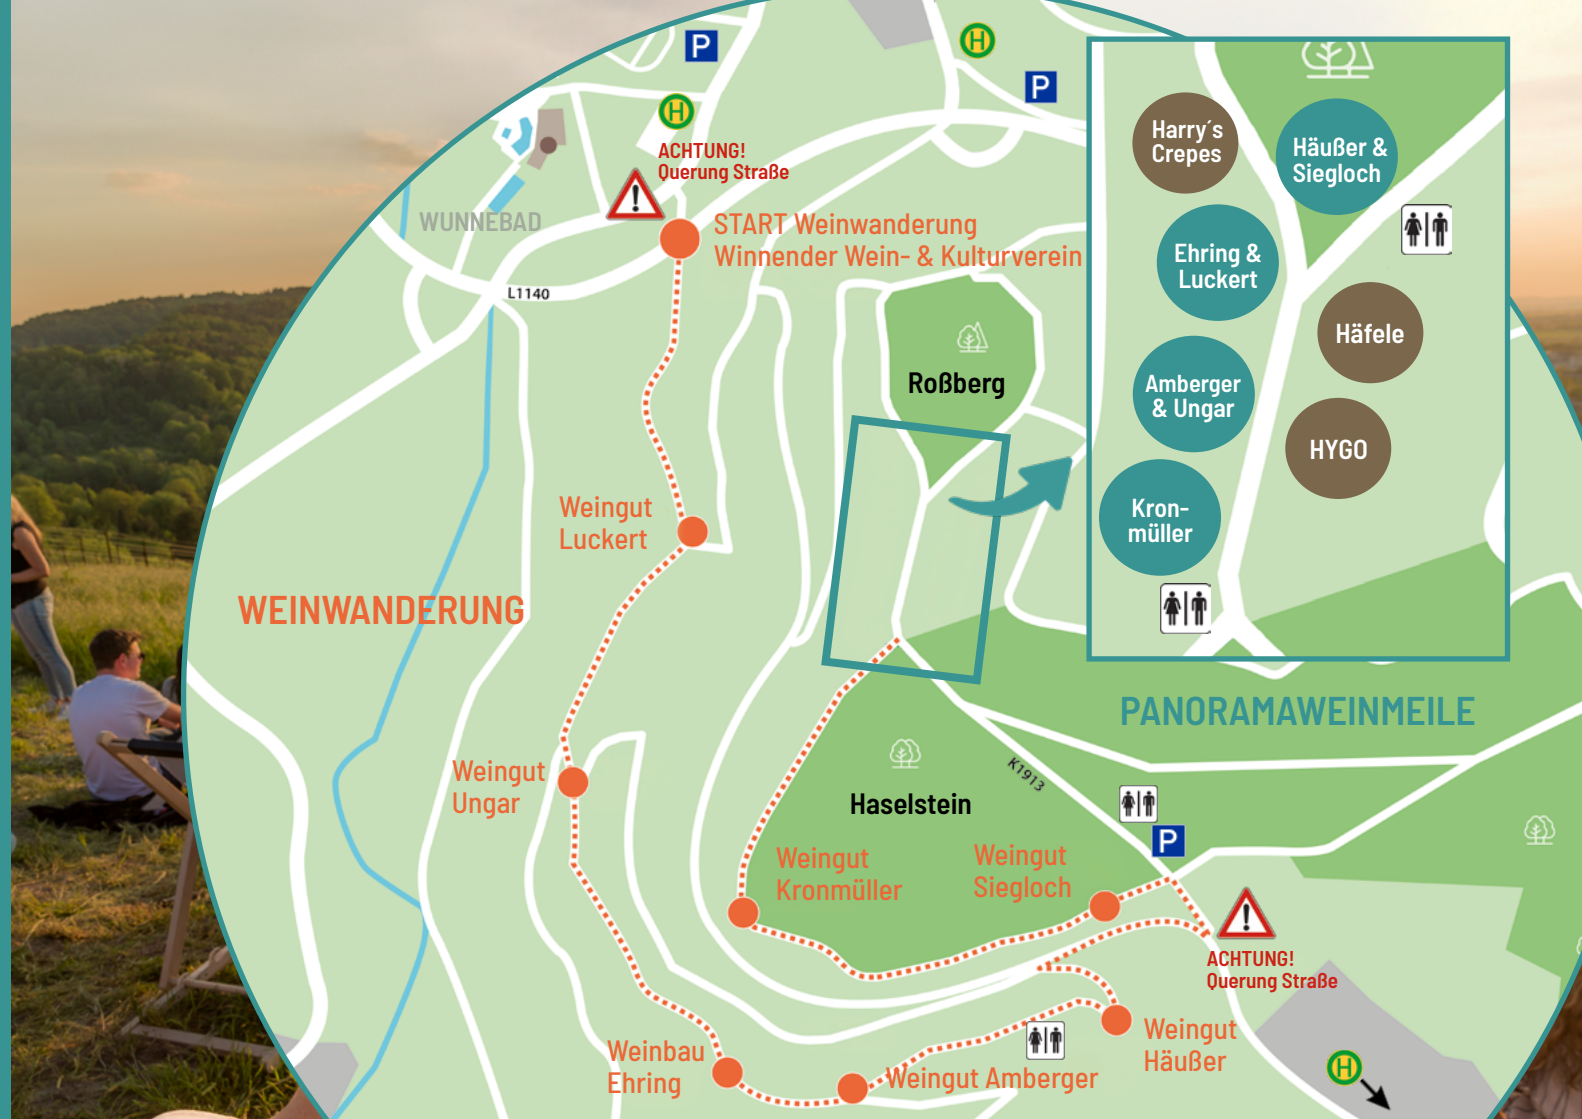 P
H
P
H
ACHTUNG!
Querung Straße
WUNNEBAD
START Weinwanderung
Winnender Wein- & Kulturverein
L1140
Roßberg
Weingut
Luckert
WEINWANDERUNG
Weingut
Ungar
Haselstein
K1913
P
Weingut
Kronmüller
Weingut
Siegloch
ACHTUNG!
Querung Straße
Weingut
Häußer
Weinbau
Ehring
Weingut Amberger
H
Harry´s
Crepes
Häußer &
Siegloch
Ehring &
Luckert
Häfele
Amberger
& Ungar
HYGO
Kron-
müller
PANORAMAWEINMEILE